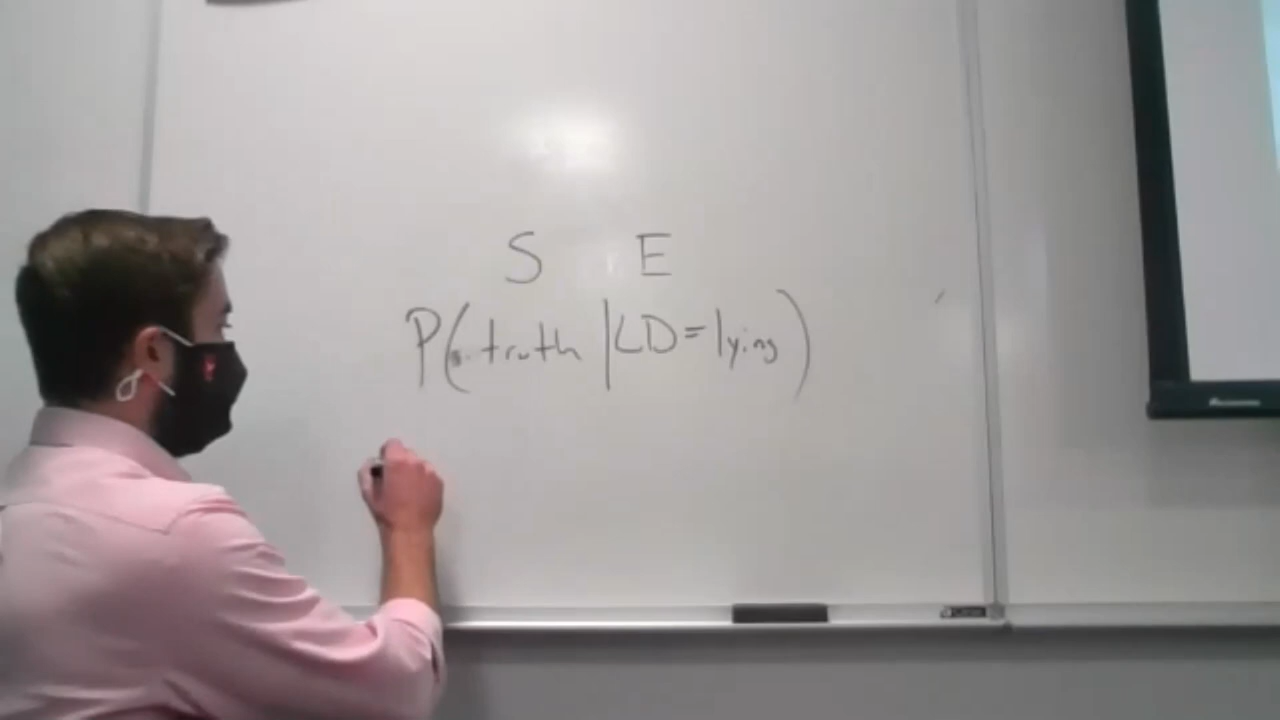 S E
P(truth | LD = lying)